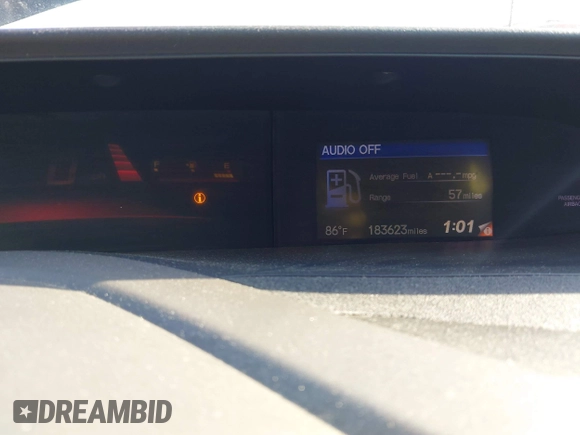 AUDIO OFF
Average Fuel A ---.- mpg
Range 57 miles
86°F 183623 miles 1:01
DREAMBID